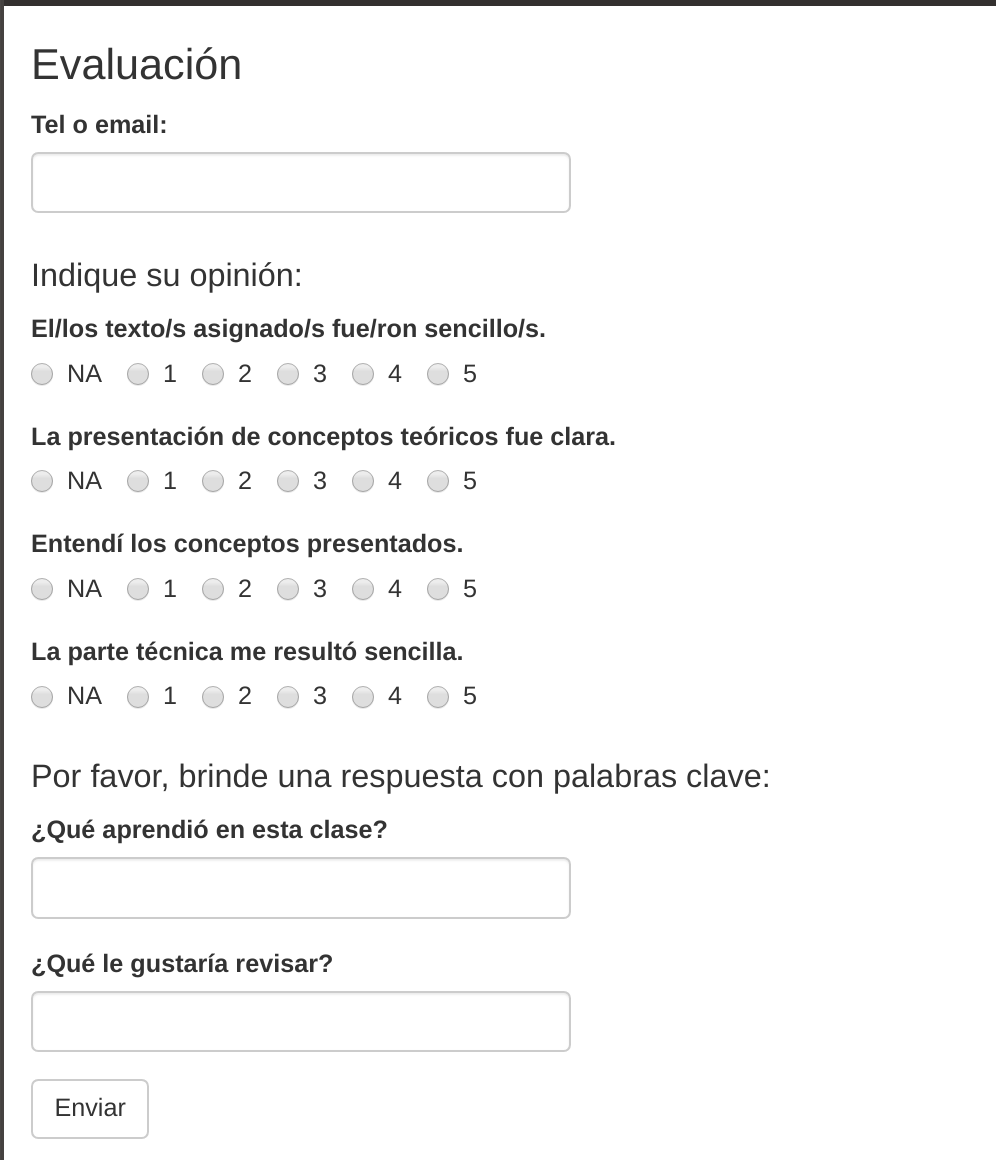 Evaluación
Tel o email:
Indique su opinión:
El/los texto/s asignado/s fue/ron sencillo/s.
NA 1 2 3 4 5
La presentación de conceptos teóricos fue clara.
NA 1 2 3 4 5
Entendí los conceptos presentados.
NA 1 2 3 4 5
La parte técnica me resultó sencilla.
NA 1 2 3 4 5
Por favor, brinde una respuesta con palabras clave:
¿Qué aprendió en esta clase?
¿Qué le gustaría revisar?
Enviar